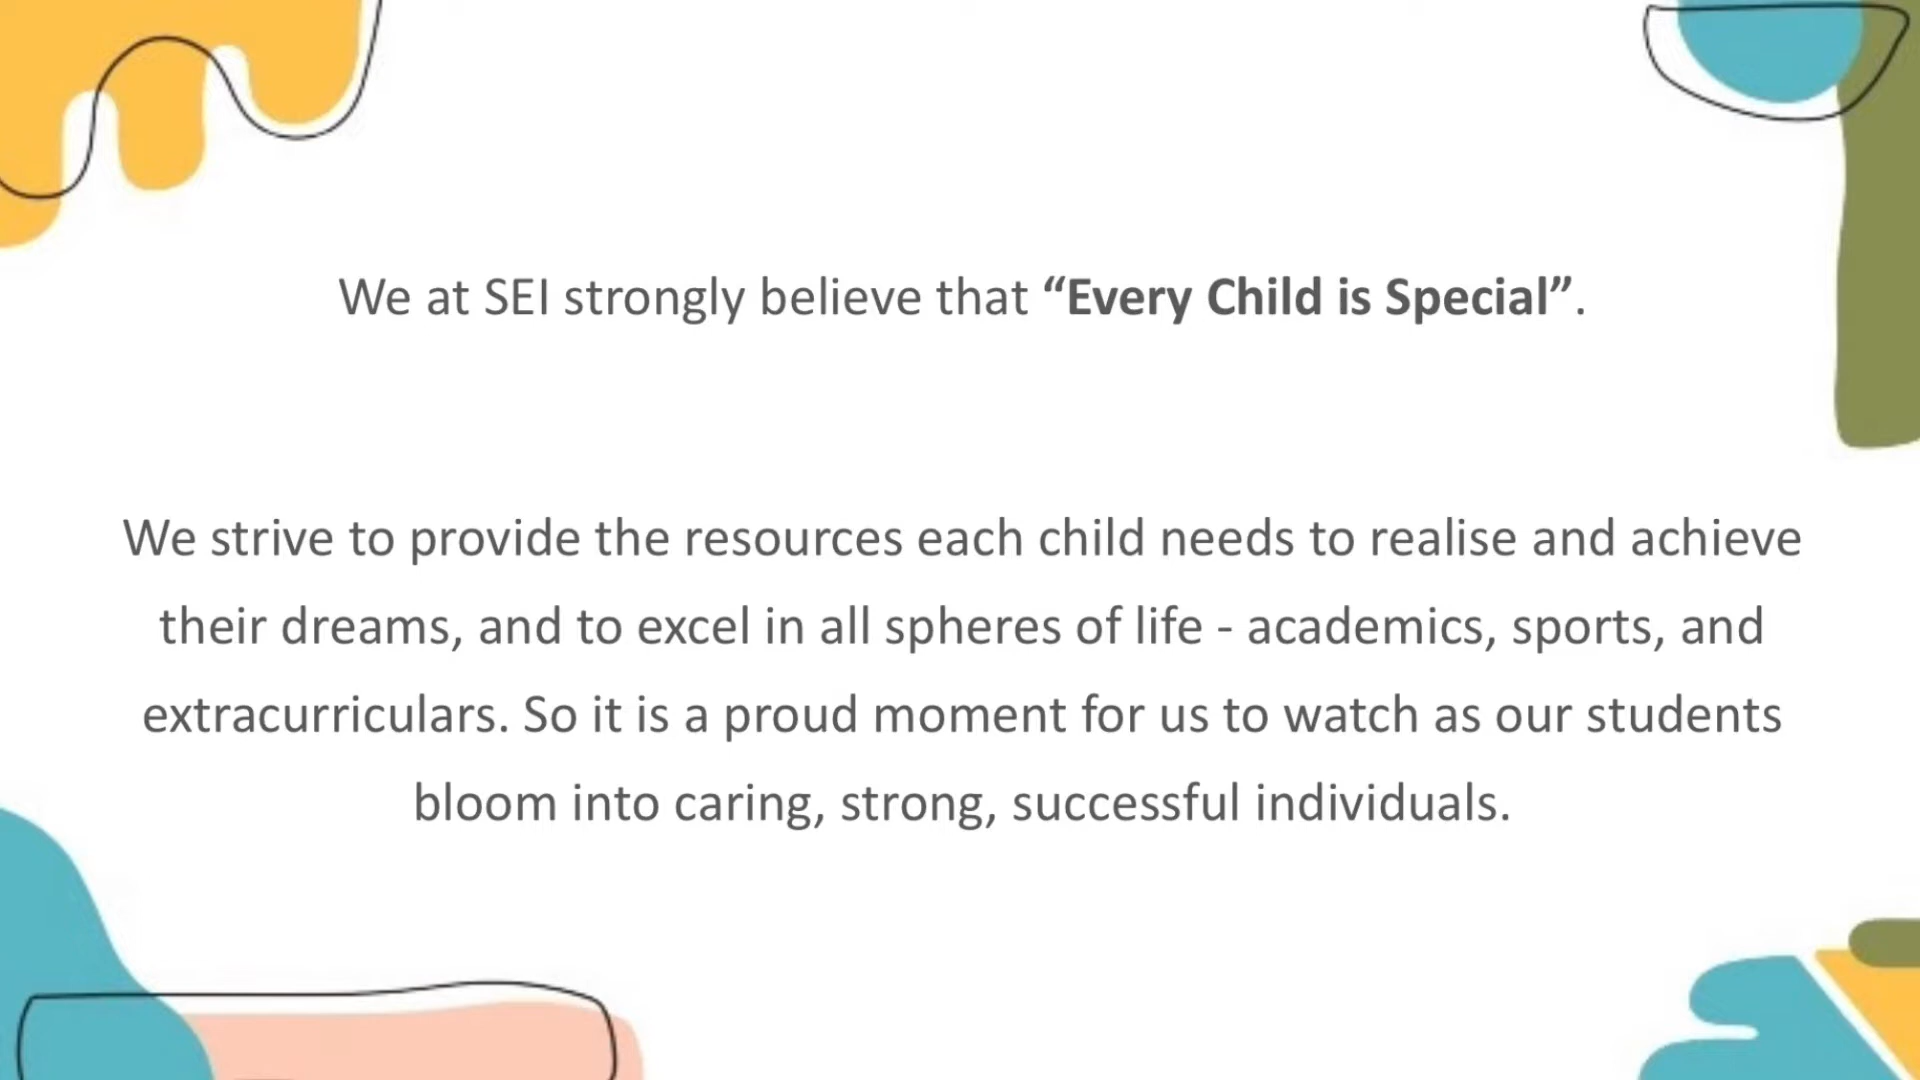 We at SEI strongly believe that “Every Child is Special”.
We strive to provide the resources each child needs to realise and achieve
their dreams, and to excel in all spheres of life - academics, sports, and
extracurriculars. So it is a proud moment for us to watch as our students
bloom into caring, strong, successful individuals.